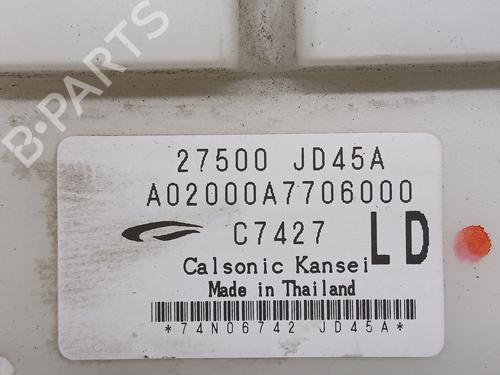 B-PARTS
27500 JD45A
A02000A7706000
C7427 LD
Calsonic Kansei
Made in Thailand
*74N06742 JD45A*